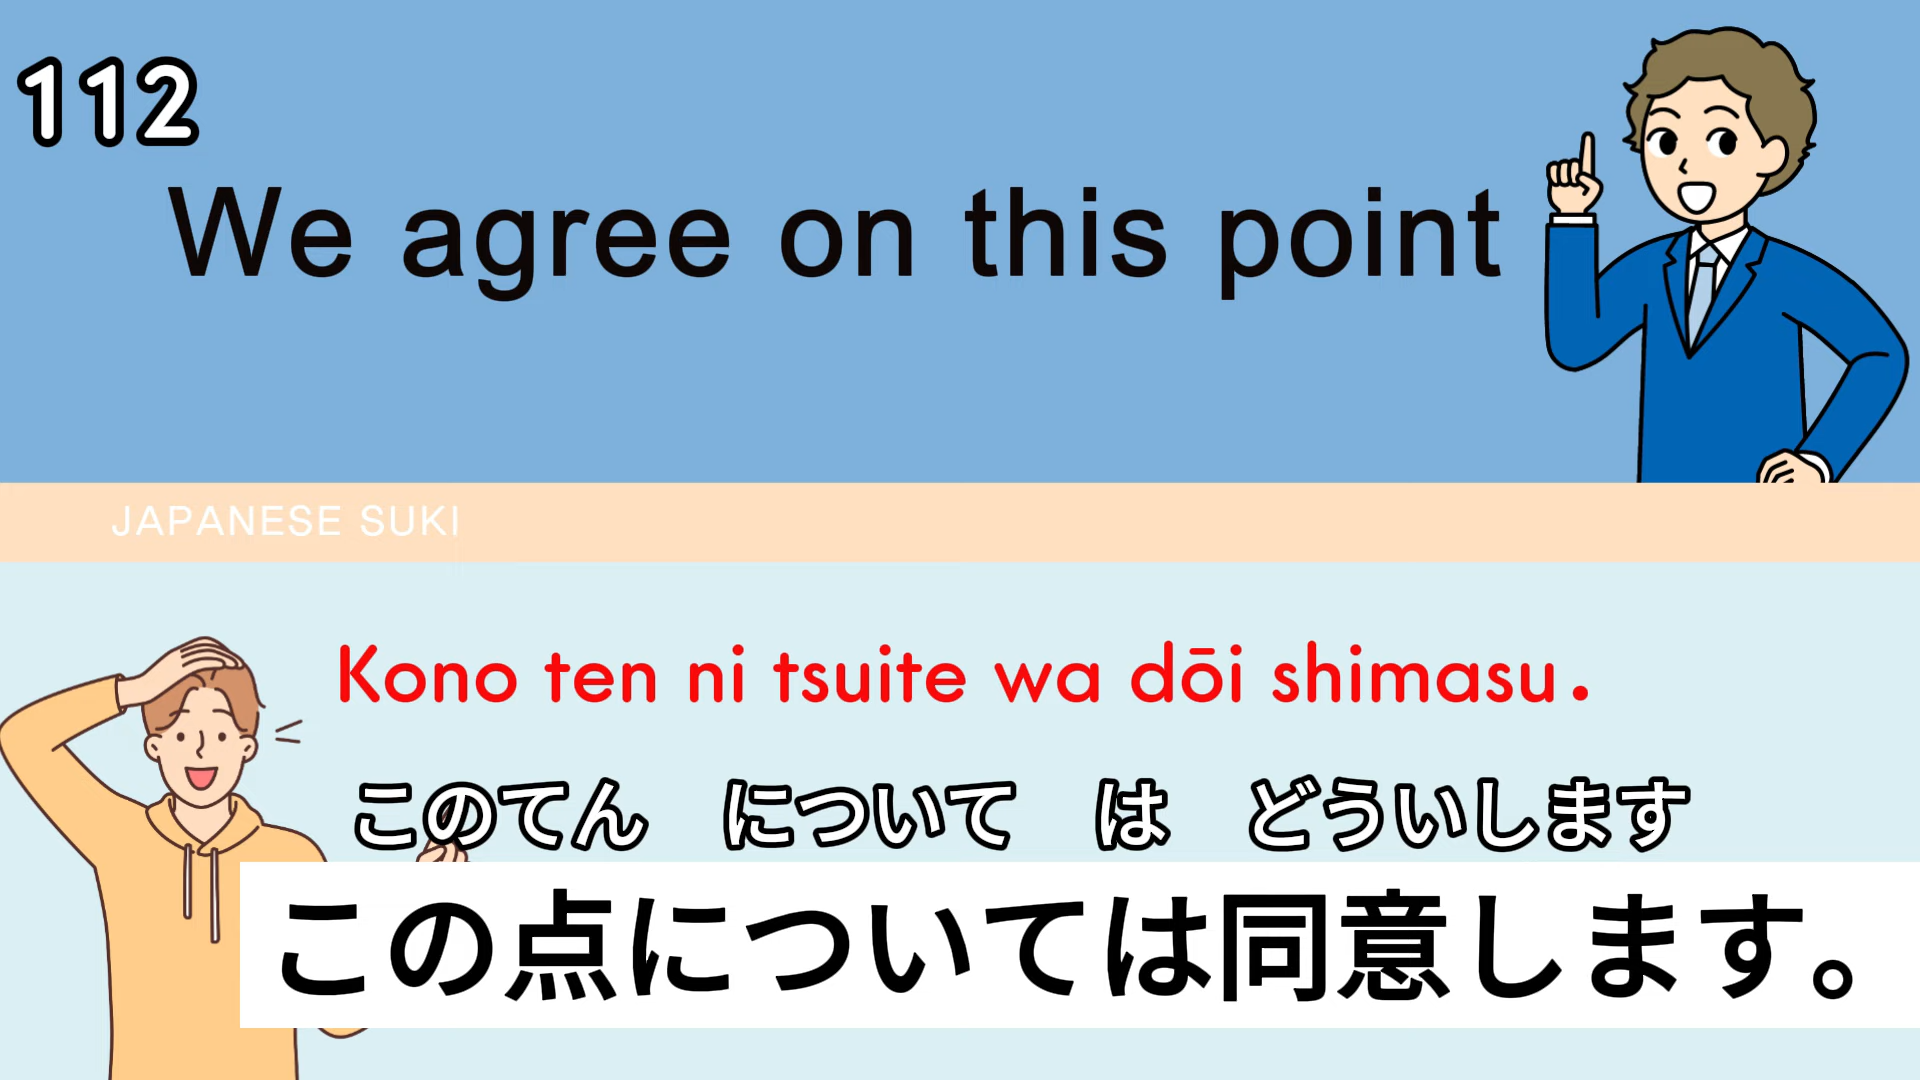 112
We agree on this point
JAPANESE SUKI
Kono ten ni tsuite wa dōi shimasu.
このてん　について　は　どういします
この点については同意します。